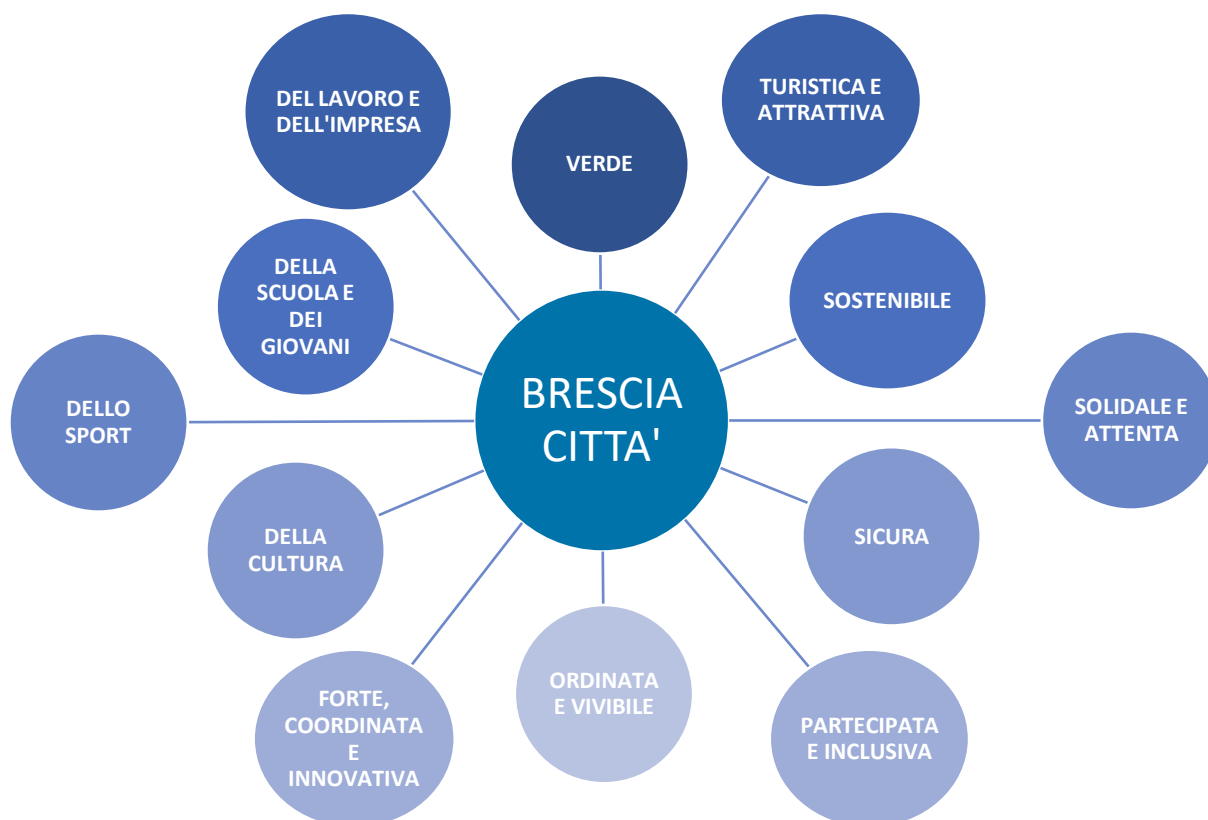 DEL LAVORO E
DELL'IMPRESA
VERDE
TURISTICA E
ATTRATTIVA
DELLA
SCUOLA E
DEI
GIOVANI
SOSTENIBILE
DELLO
SPORT
BRESCIA
CITTA'
SOLIDALE E
ATTENTA
DELLA
CULTURA
SICURA
FORTE,
COORDINATA
E
INNOVATIVA
ORDINATA
E VIVIBILE
PARTECIPATA
E INCLUSIVA